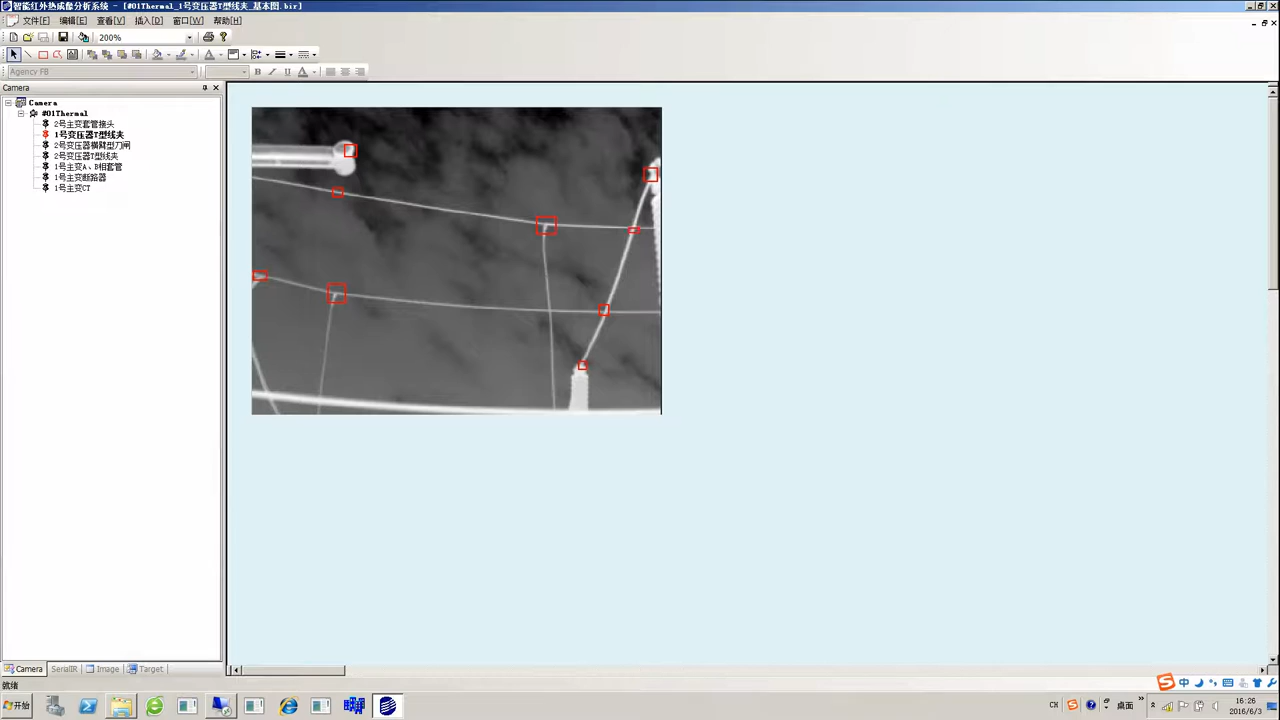 智能红外热成像分析系统 - [#01Thermal_1号变压器T型线夹_基本图.bir]
文件[F] 编辑[E] 查看[V] 插入[D] 窗口[W] 帮助[H]
200%
Agency FB
B I U A
Camera
Camera
#01Thermal
2号主变套管接头
1号变压器T型线夹
2号变压器横臂型刀闸
2号变压器T型线夹
1号主变A、B相套管
1号主变断路器
1号主变CT
Camera SerialIR Image Target
就绪
中
开始
CH
桌面
16:26
2016/6/3